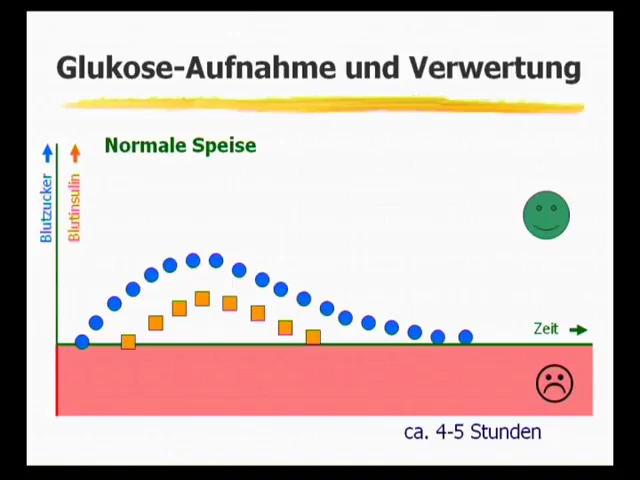 Glukose-Aufnahme und Verwertung
Normale Speise
Blutzucker
Blutinsulin
Zeit
ca. 4-5 Stunden